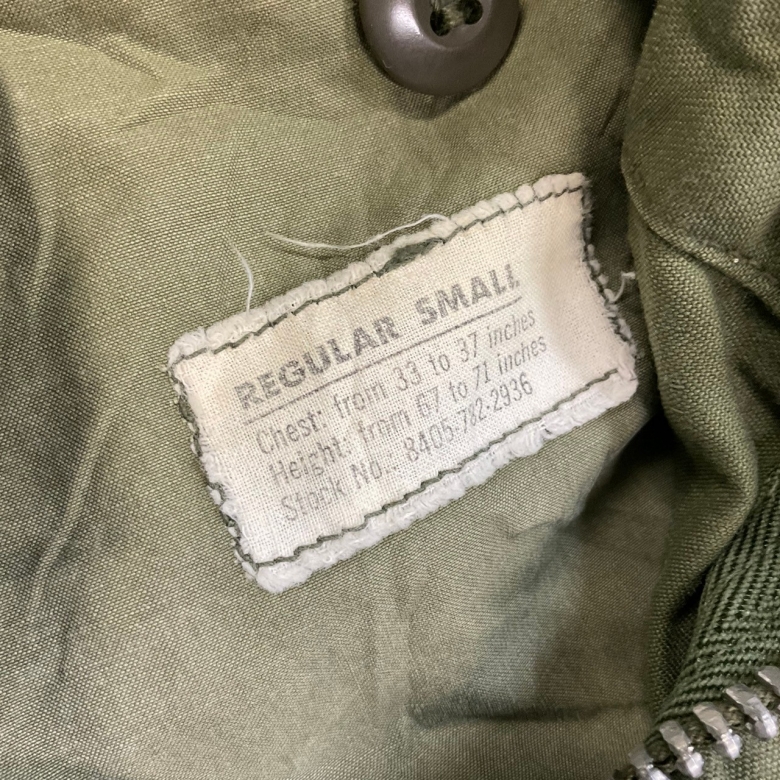 REGULAR SMALL
Chest: from 33 to 37 inches
Height: from 67 to 71 inches
Stock No.: 8405-782-2936